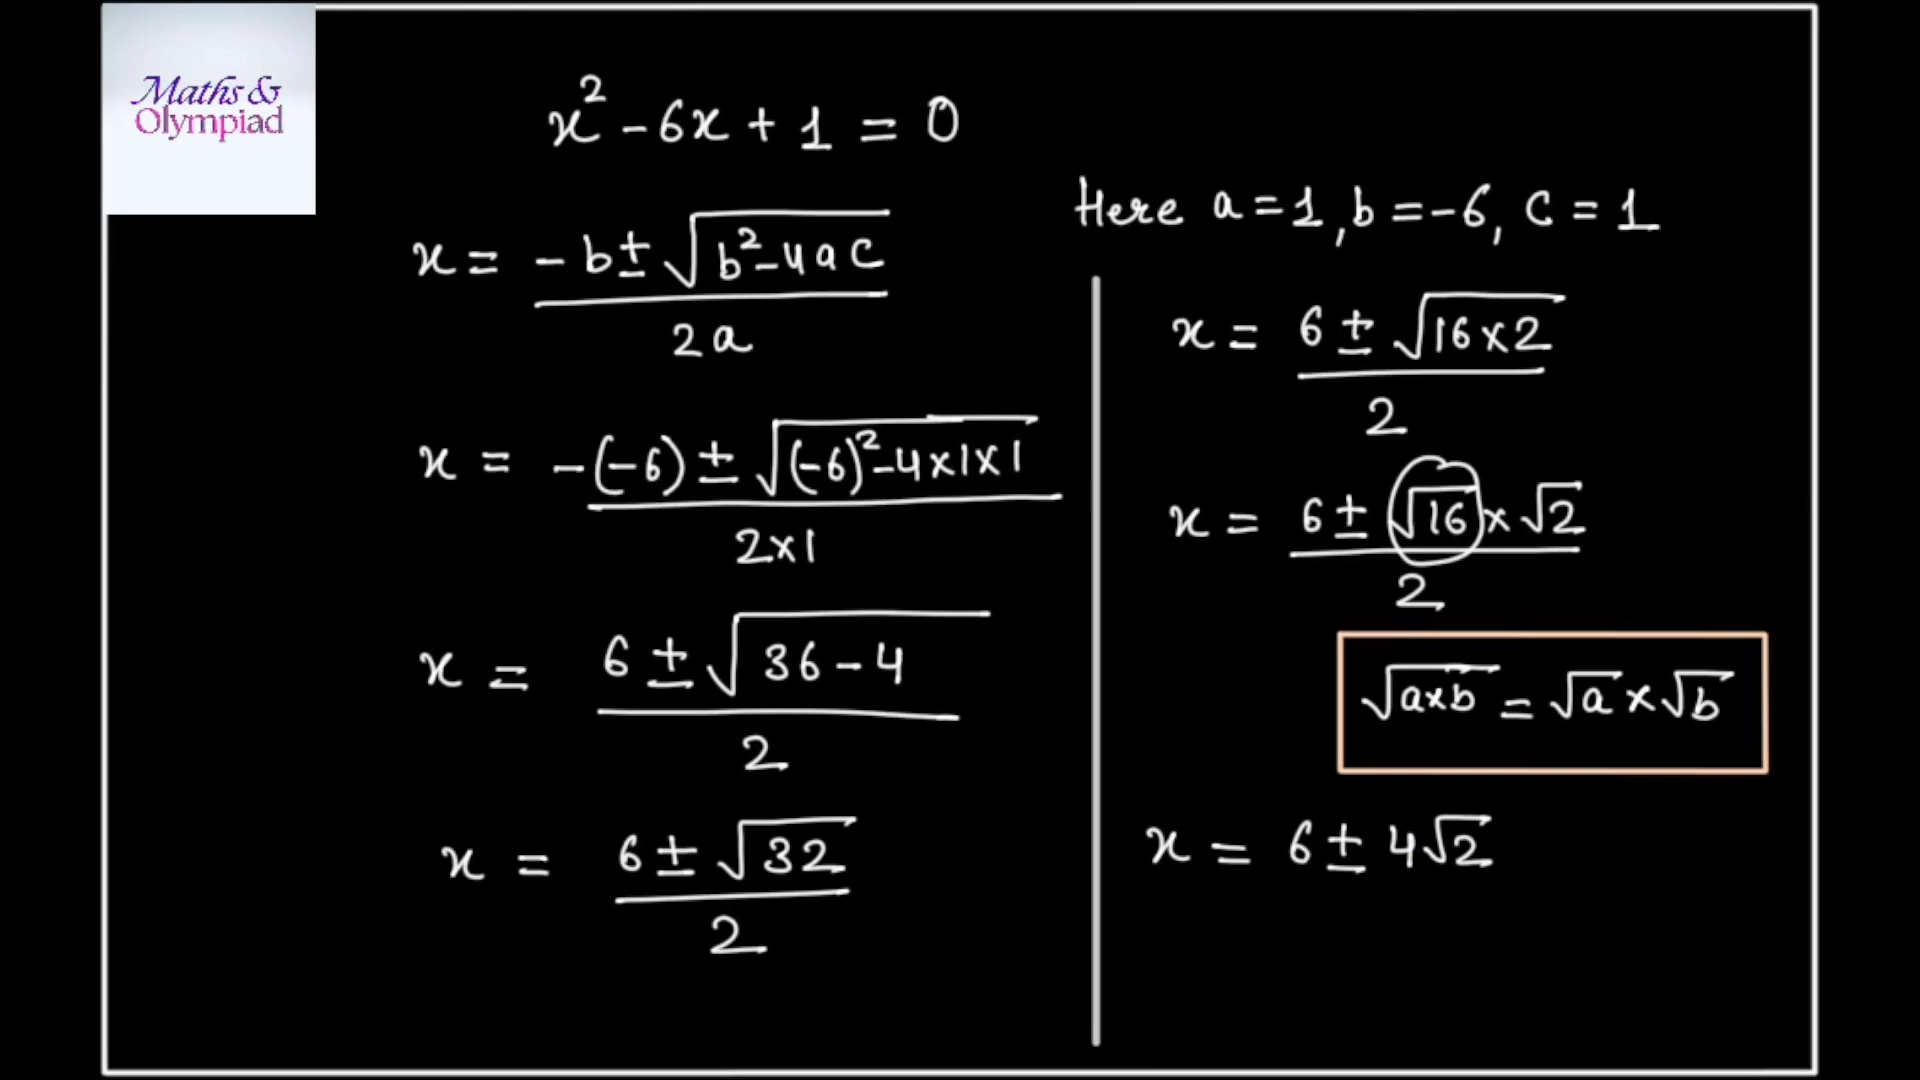 Maths &
Olympiad
x² - 6x + 1 = 0
x = (-b ± √(b² - 4ac)) / 2a
x = (-(-6) ± √((-6)² - 4×1×1)) / 2×1
x = (6 ± √(36 - 4)) / 2
x = (6 ± √32) / 2
Here a = 1, b = -6, c = 1
x = (6 ± √(16×2)) / 2
x = (6 ± √16 × √2) / 2
√(a×b) = √a × √b
x = 6 ± 4√2